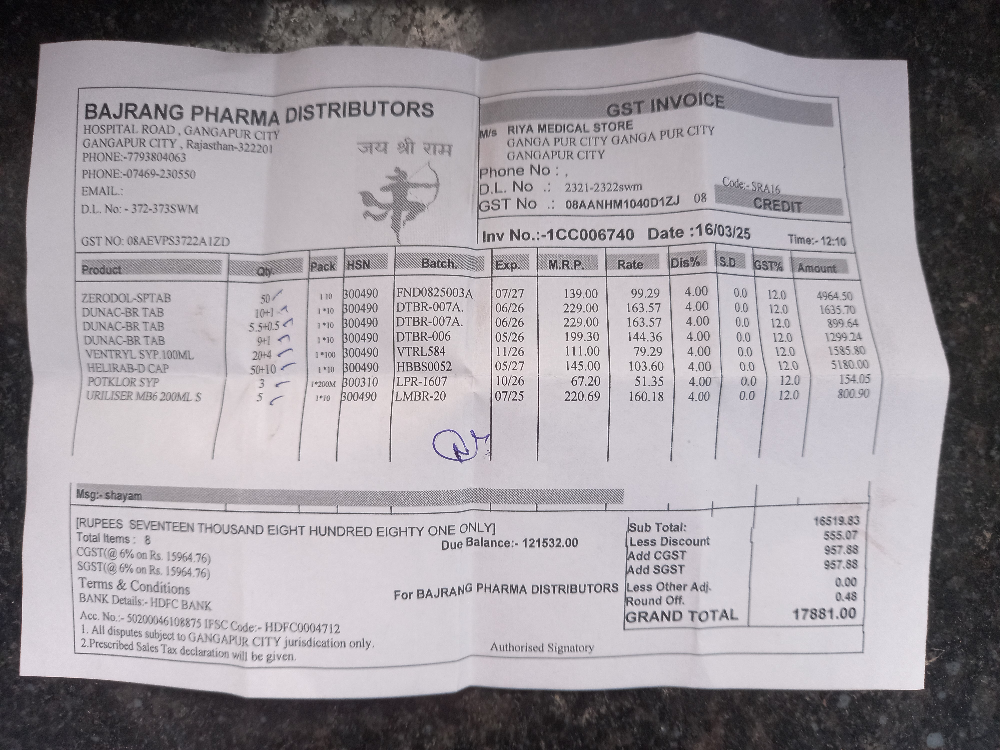 BAJRANG PHARMA DISTRIBUTORS
HOSPITAL ROAD , GANGAPUR CITY
GANGAPUR CITY , Rajasthan-322201
PHONE:-7793804063
PHONE:-07469-230550
EMAIL.:
D.L. No: - 372-373SWM
GST NO: 08AEVPS3722A1ZD
जय श्री राम
GST INVOICE
M/s RIYA MEDICAL STORE
GANGA PUR CITY GANGA PUR CITY
GANGAPUR CITY
Phone No : ,
D.L. No .: 2321-2322swm Code:- SRA16
GST No .: 08AANHM1040D1ZJ 08 CREDIT
Inv No.:-1CC006740 Date :16/03/25 Time:- 12:10
Product Qty. Pack HSN Batch. Exp. M.R.P. Rate Dis% S.D GST% Amount
ZERODOL-SPTAB 50 1 10 300490 FND0825003A 07/27 139.00 99.29 4.00 0.0 12.0 4964.50
DUNAC-BR TAB 10+1 1*10 300490 DTBR-007A. 06/26 229.00 163.57 4.00 0.0 12.0 1635.70
DUNAC-BR TAB 5.5+0.5 1*10 300490 DTBR-007A. 06/26 229.00 163.57 4.00 0.0 12.0 899.64
DUNAC-BR TAB 9+1 1*10 300490 DTBR-006 05/26 199.30 144.36 4.00 0.0 12.0 1299.24
VENTRYL SYP 100ML 20+4 1*100 300490 VTRL584 11/26 111.00 79.29 4.00 0.0 12.0 1585.80
HELIRAB-D CAP 50+10 1*10 300490 HBBS0052 05/27 145.00 103.60 4.00 0.0 12.0 5180.00
POTKLOR SYP 3 1*200M 300310 LPR-1607 10/26 67.20 51.35 4.00 0.0 12.0 154.05
URILISER MB6 200ML S 5 1*10 300490 LMBR-20 07/25 220.69 160.18 4.00 0.0 12.0 800.90
Msg:- shayam
[RUPEES SEVENTEEN THOUSAND EIGHT HUNDRED EIGHTY ONE ONLY]
Total Items : 8 Due Balance:- 121532.00
CGST(@ 6% on Rs. 15964.76)
SGST(@ 6% on Rs. 15964.76)
Terms & Conditions
BANK Details:- HDFC BANK
For BAJRANG PHARMA DISTRIBUTORS
Acc. No.:- 50200046108875 IFSC Code:- HDFC0004712
1. All disputes subject to GANGAPUR CITY jurisdication only.
2.Prescribed Sales Tax declaration will be given.
Authorised Signatory
Sub Total: 16519.83
Less Discount 555.07
Add CGST 957.88
Add SGST 957.88
Less Other Adj. 0.00
Round Off. 0.48
GRAND TOTAL 17881.00